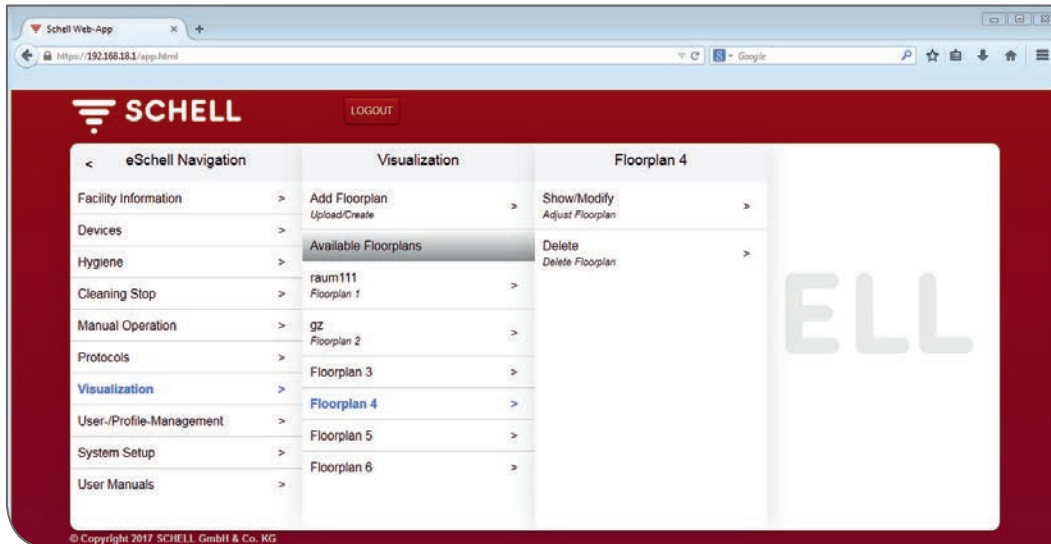 Schell Web-App
https://192.168.18.1/app.html
Google
SCHELL
LOGOUT
< eSchell Navigation
Facility Information >
Devices >
Hygiene >
Cleaning Stop >
Manual Operation >
Protocols >
Visualization >
User-/Profile-Management >
System Setup >
User Manuals >
Visualization
Add Floorplan >
Upload/Create
Available Floorplans
raum111 >
Floorplan 1
gz >
Floorplan 2
Floorplan 3 >
Floorplan 4 >
Floorplan 5 >
Floorplan 6 >
Floorplan 4
Show/Modify >
Adjust Floorplan
Delete >
Delete Floorplan
ELL
© Copyright 2017 SCHELL GmbH & Co. KG